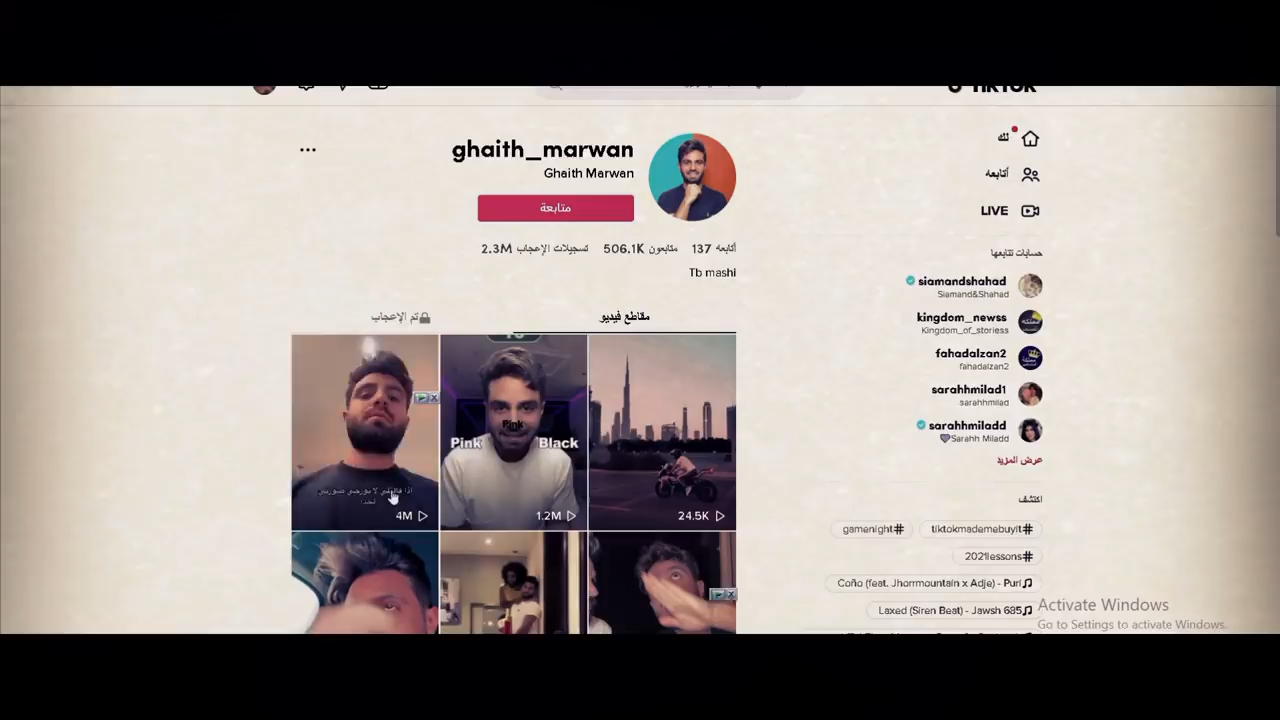 TikTok
ghaith_marwan
Ghaith Marwan
متابعة
137 أتابعه 506.1K متابعون 2.3M تسجيلات الإعجاب
Tb mashi
مقاطع فيديو
تم الإعجاب
Pink
Pink
Black
4M
1.2M
24.5K
لك
أتابعه
LIVE
حسابات تتابعها
siamandshahad
Siamand&Shahad
kingdom_newss
Kingdom_of_storiess
fahadalzan2
fahadalzan2
sarahhmilad1
sarahhmilad
sarahhmiladd
Sarahh Miladd
عرض المزيد
اكتشف
#tiktokmademebuyit
#gamenight
#2021lessons
Coño (feat. Jhorrmountain x Adje) - Puri
Laxed (Siren Beat) - Jawsh 685
Activate Windows
Go to Settings to activate Windows.